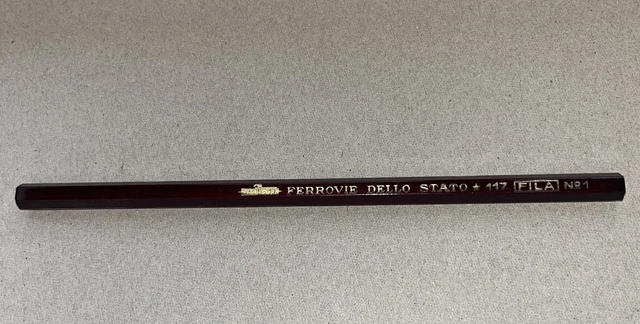 FERROVIE DELLO STATO ★ 117 FILA Nº1